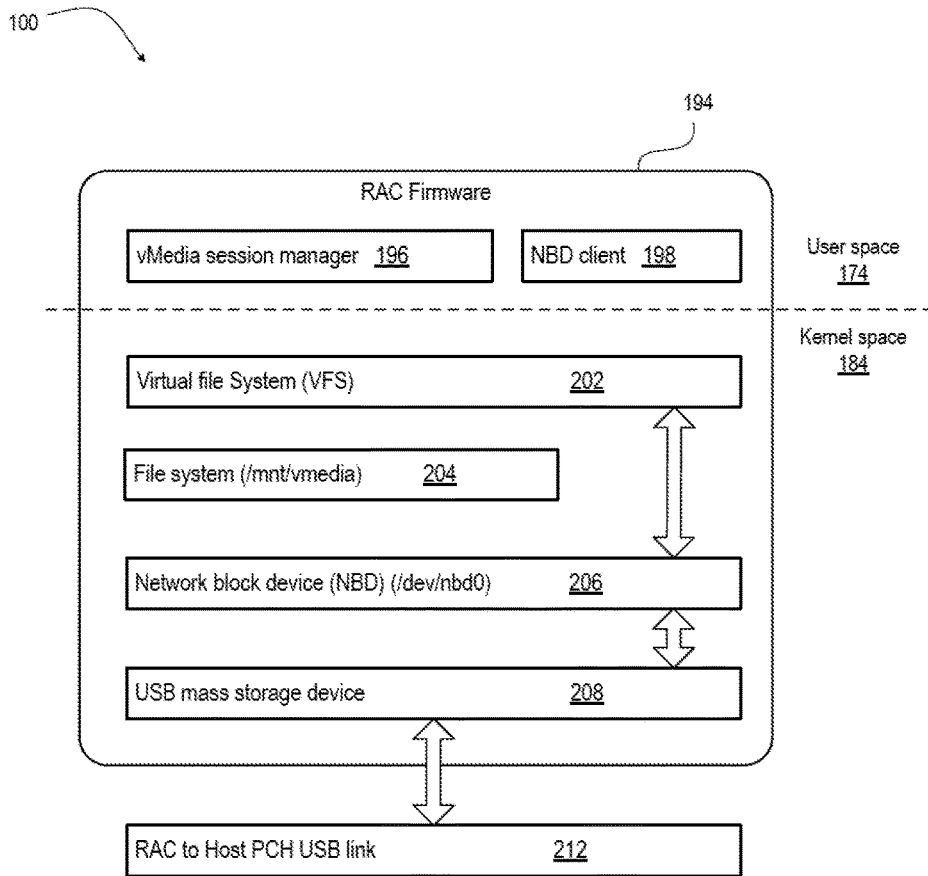 100
194
RAC Firmware
vMedia session manager 196
NBD client 198
User space
174
Kernel space
184
Virtual file System (VFS) 202
File system (/mnt/vmedia) 204
Network block device (NBD) (/dev/nbd0) 206
USB mass storage device 208
RAC to Host PCH USB link 212